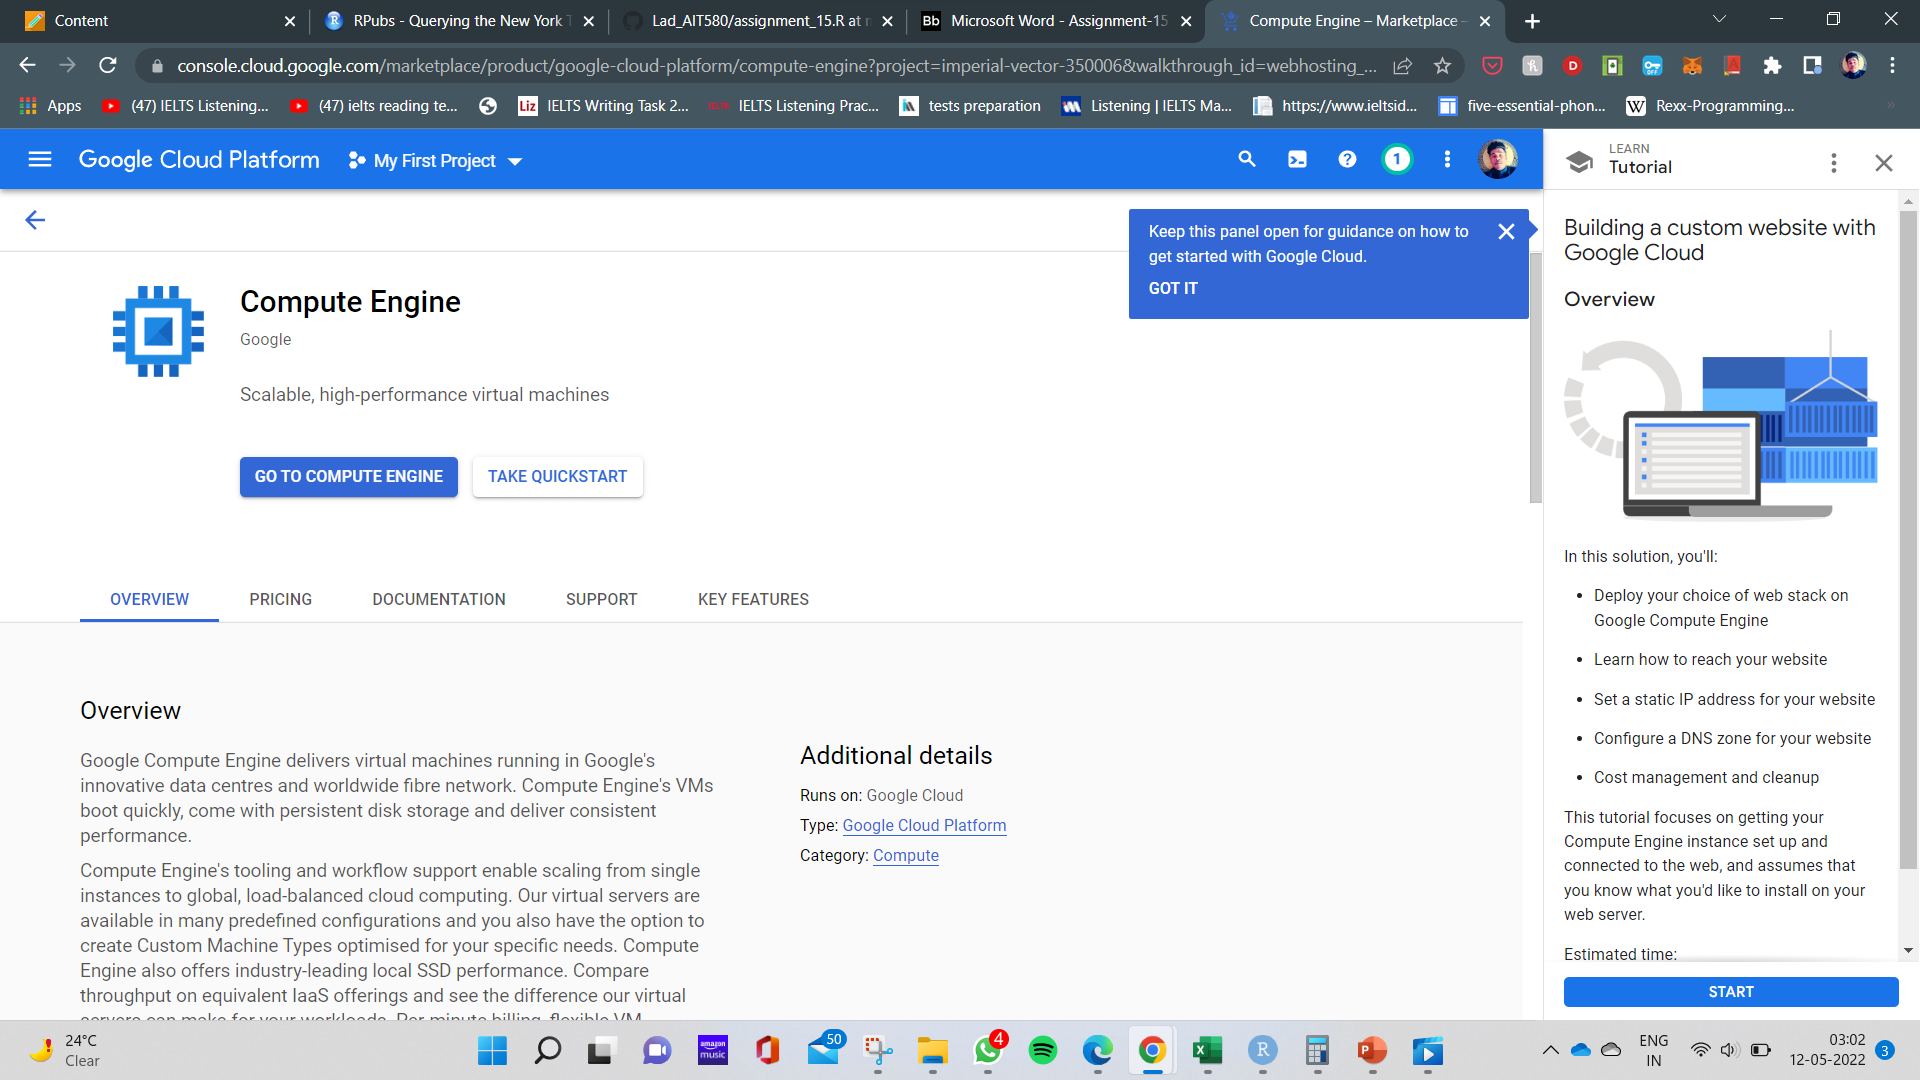 Content
RPubs - Querying the New York T
Lad_AIT580/assignment_15.R at m
Bb Microsoft Word - Assignment-15
Compute Engine – Marketplace –
console.cloud.google.com/marketplace/product/google-cloud-platform/compute-engine?project=imperial-vector-350006&walkthrough_id=webhosting_...
Apps
(47) IELTS Listening...
(47) ielts reading te...
Liz IELTS Writing Task 2...
IELTS Listening Prac...
tests preparation
Listening | IELTS Ma...
https://www.ieltsid...
five-essential-phon...
W Rexx-Programming...
Google Cloud Platform
My First Project
1
LEARN
Tutorial
Keep this panel open for guidance on how to
get started with Google Cloud.
GOT IT
Compute Engine
Google
Scalable, high-performance virtual machines
GO TO COMPUTE ENGINE
TAKE QUICKSTART
OVERVIEW
PRICING
DOCUMENTATION
SUPPORT
KEY FEATURES
Overview
Google Compute Engine delivers virtual machines running in Google's
innovative data centres and worldwide fibre network. Compute Engine's VMs
boot quickly, come with persistent disk storage and deliver consistent
performance.
Compute Engine's tooling and workflow support enable scaling from single
instances to global, load-balanced cloud computing. Our virtual servers are
available in many predefined configurations and you also have the option to
create Custom Machine Types optimised for your specific needs. Compute
Engine also offers industry-leading local SSD performance. Compare
throughput on equivalent IaaS offerings and see the difference our virtual
servers can make for your workloads. Per-minute billing, flexible VM
Additional details
Runs on: Google Cloud
Type: Google Cloud Platform
Category: Compute
Building a custom website with
Google Cloud
Overview
In this solution, you'll:
• Deploy your choice of web stack on
Google Compute Engine
• Learn how to reach your website
• Set a static IP address for your website
• Configure a DNS zone for your website
• Cost management and cleanup
This tutorial focuses on getting your
Compute Engine instance set up and
connected to the web, and assumes that
you know what you'd like to install on your
web server.
Estimated time:
START
24°C
Clear
amazon music
50
4
ENG
IN
03:02
12-05-2022
3